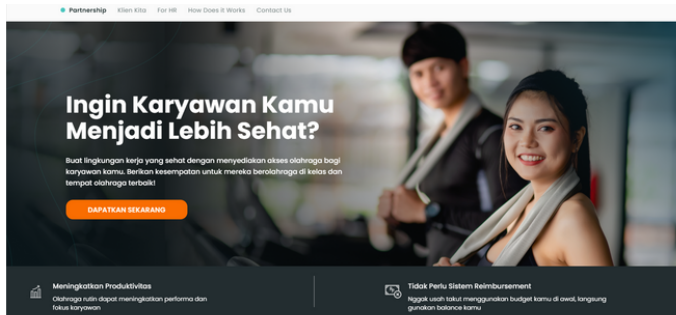 Partnership Klien Kita For HR How Does it Works Contact Us
Ingin Karyawan Kamu
Menjadi Lebih Sehat?
Buat lingkungan kerja yang sehat dengan menyediakan akses olahraga bagi
karyawan kamu. Berikan kesempatan untuk mereka berolahraga di kelas dan
tempat olahraga terbaik!
DAPATKAN SEKARANG
Meningkatkan Produktivitas
Olahraga rutin dapat meningkatkan performa dan
fokus karyawan
Tidak Perlu Sistem Reimbursement
Nggak usah takut menggunakan budget kamu di awal, langsung
gunakan balance kamu